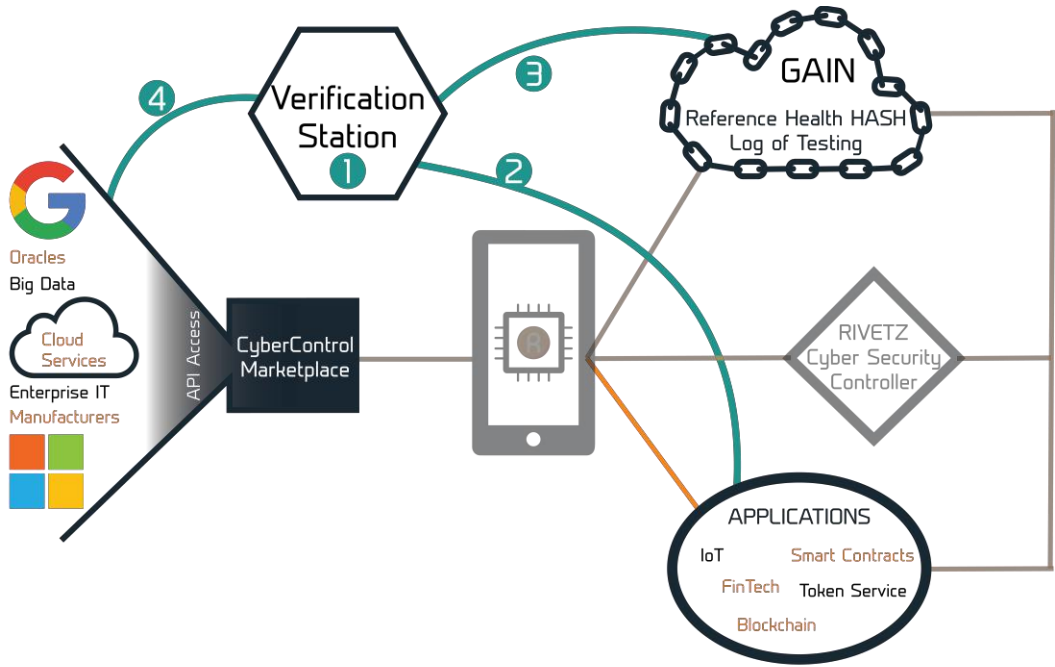 4
Verification
Station
1
3
2
GAIN
Reference Health HASH
Log of Testing
G
Oracles
Big Data
Cloud
Services
Enterprise IT
Manufacturers
API Access
CyberControl
Marketplace
R
RIVETZ
Cyber Security
Controller
APPLICATIONS
IoT
Smart Contracts
FinTech
Token Service
Blockchain